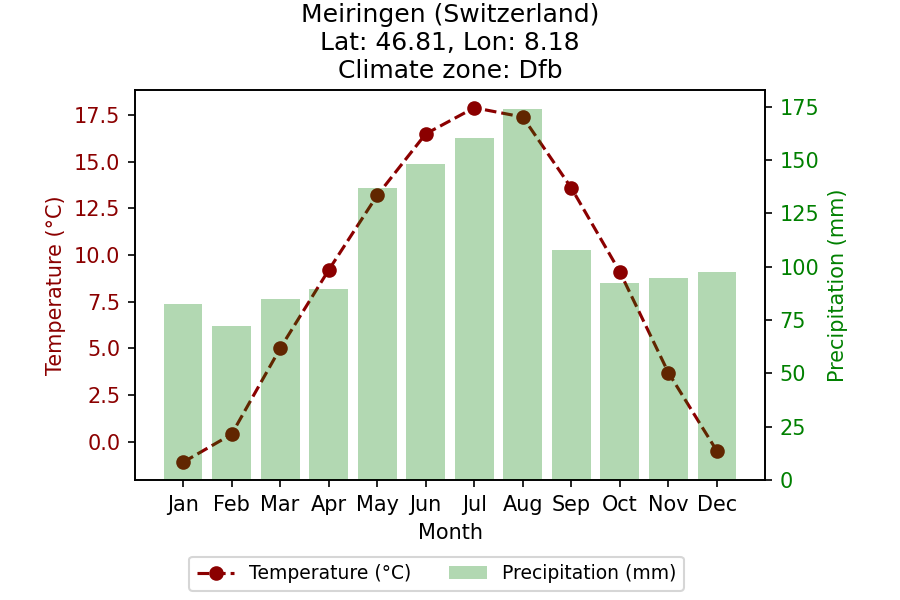 Meiringen (Switzerland)
Lat: 46.81, Lon: 8.18
Climate zone: Dfb
Temperature (°C)
17.5
15.0
12.5
10.0
7.5
5.0
2.5
0.0
175
150
125
100
75
50
25
0
Precipitation (mm)
Jan Feb Mar Apr May Jun Jul Aug Sep Oct Nov Dec
Month
Temperature (°C) Precipitation (mm)